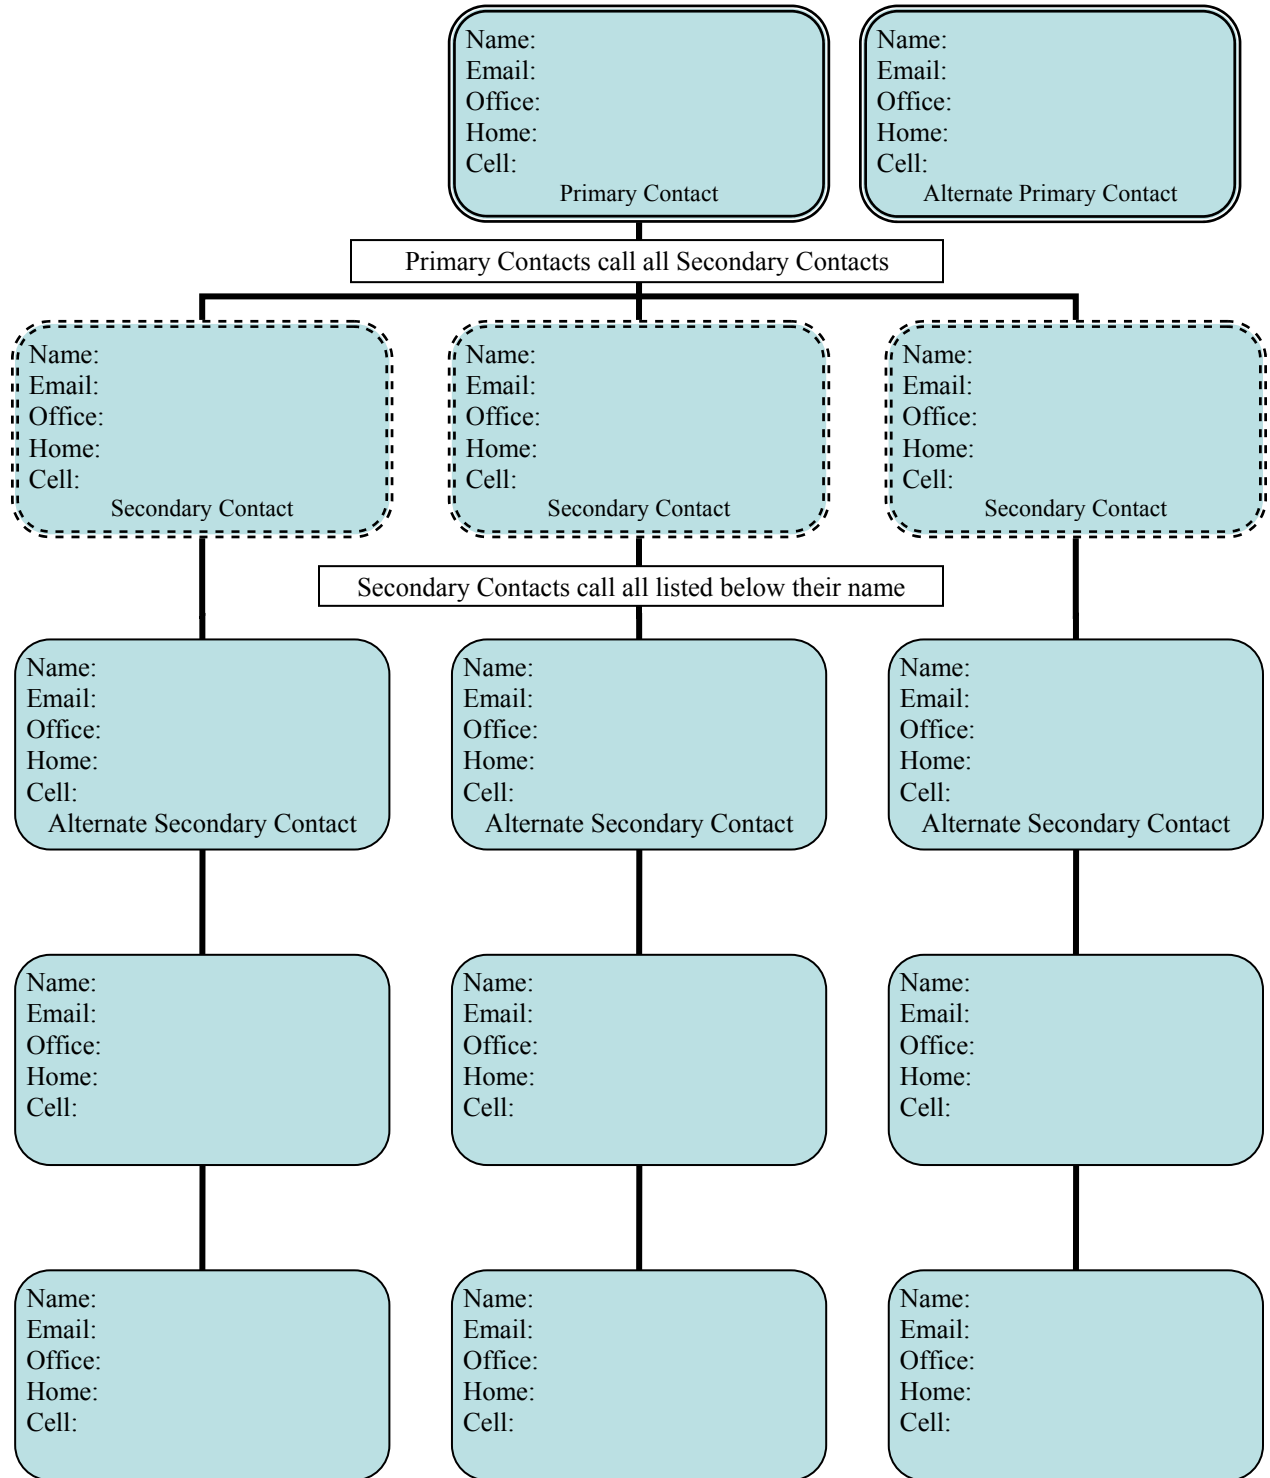 Name:
Email:
Office:
Home:
Cell:
Primary Contact
Name:
Email:
Office:
Home:
Cell:
Alternate Primary Contact
Primary Contacts call all Secondary Contacts
Name:
Email:
Office:
Home:
Cell:
Secondary Contact
Name:
Email:
Office:
Home:
Cell:
Secondary Contact
Name:
Email:
Office:
Home:
Cell:
Secondary Contact
Secondary Contacts call all listed below their name
Name:
Email:
Office:
Home:
Cell:
Alternate Secondary Contact
Name:
Email:
Office:
Home:
Cell:
Alternate Secondary Contact
Name:
Email:
Office:
Home:
Cell:
Alternate Secondary Contact
Name:
Email:
Office:
Home:
Cell:
Name:
Email:
Office:
Home:
Cell:
Name:
Email:
Office:
Home:
Cell:
Name:
Email:
Office:
Home:
Cell:
Name:
Email:
Office:
Home:
Cell:
Name:
Email:
Office:
Home:
Cell: